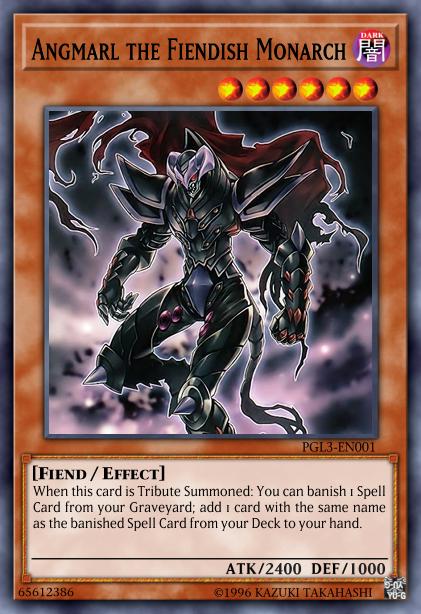 ANGMARL THE FIENDISH MONARCH
DARK
闇
PGL3-EN001
[FIEND / EFFECT]
When this card is Tribute Summoned: You can banish 1 Spell
Card from your Graveyard; add 1 card with the same name
as the banished Spell Card from your Deck to your hand.
ATK/2400 DEF/1000
65612386
©1996 KAZUKI TAKAHASHI